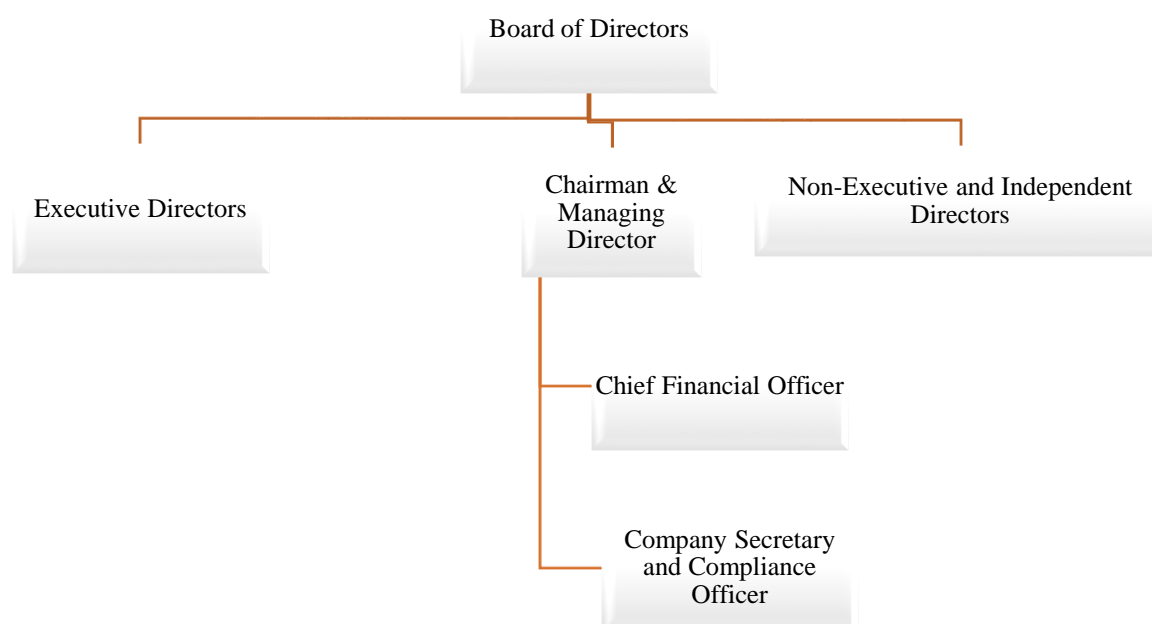 Board of Directors
Executive Directors
Chairman &
Managing
Director
Non-Executive and Independent
Directors
Chief Financial Officer
Company Secretary
and Compliance
Officer